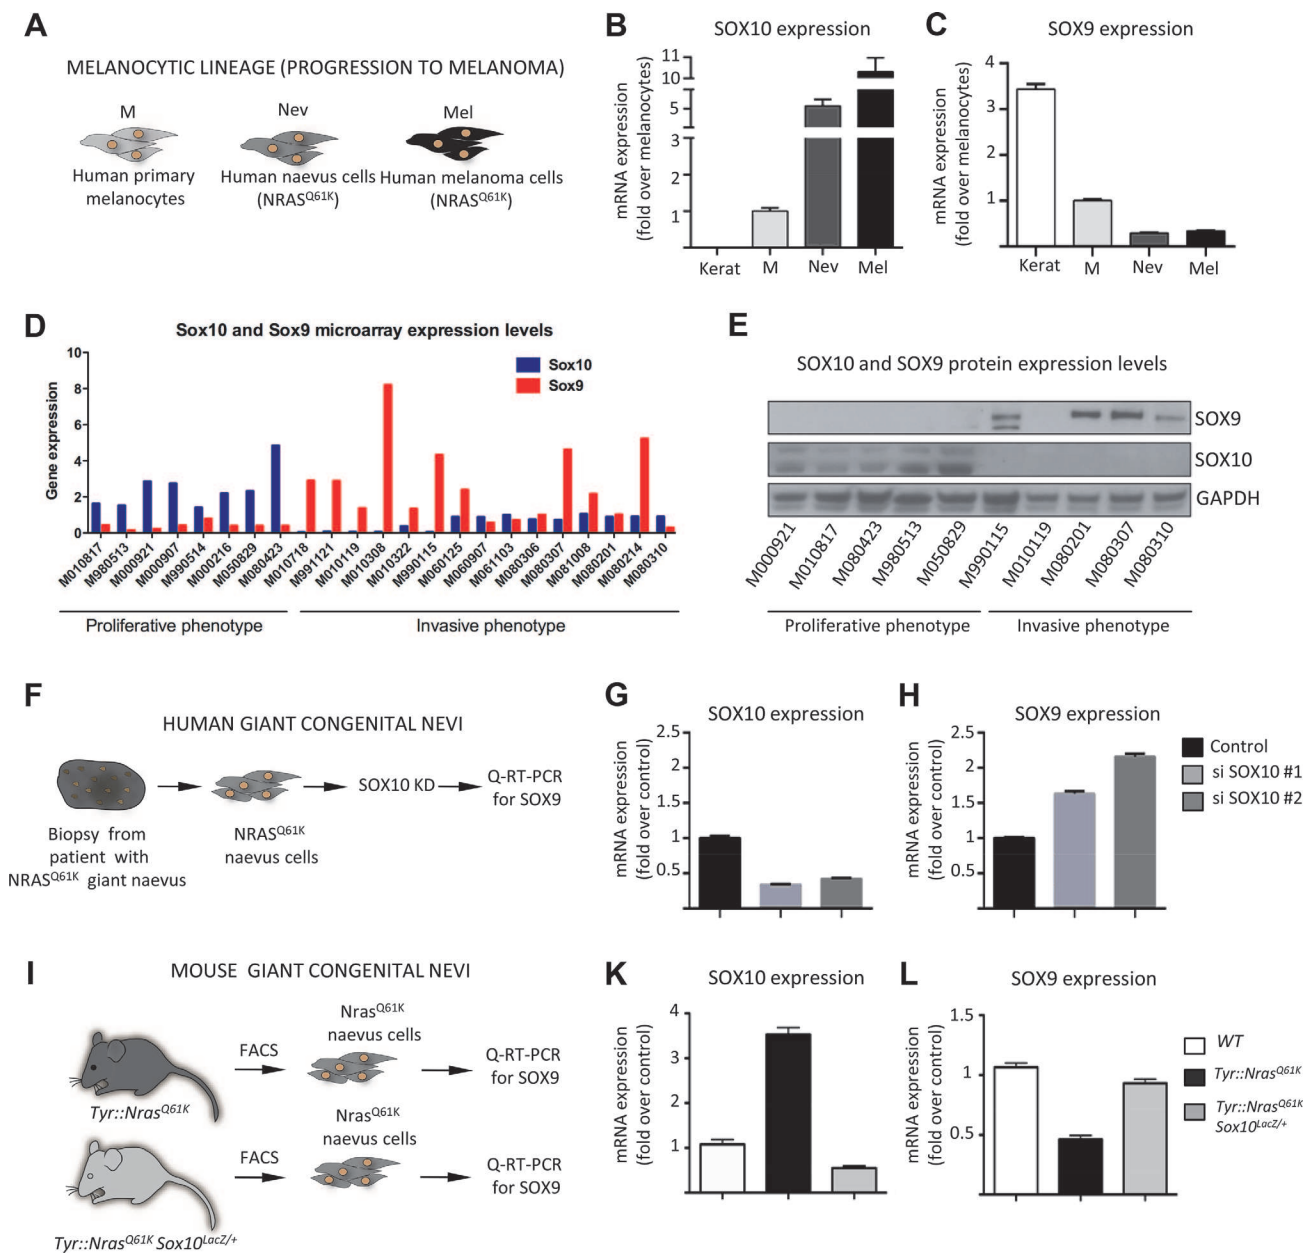 A
MELANOCYTIC LINEAGE (PROGRESSION TO MELANOMA)
M
Nev
Mel
Human primary
melanocytes
Human naevus cells
(NRASQ61K)
Human melanoma cells
(NRASQ61K)
B
SOX10 expression
mRNA expression
(fold over melanocytes)
11
10
5
3
2
1
Kerat M Nev Mel
C
SOX9 expression
mRNA expression
(fold over melanocytes)
4
3
2
1
Kerat M Nev Mel
D
Sox10 and Sox9 microarray expression levels
Gene expression
10
8
6
4
2
0
Sox10
Sox9
M010817
M980513
M000921
M000907
M990514
M000216
M050829
M080423
M010718
M991121
M010119
M010308
M010322
M990115
M060125
M060907
M061103
M080306
M080307
M081008
M080201
M080214
M080310
Proliferative phenotype
Invasive phenotype
E
SOX10 and SOX9 protein expression levels
SOX9
SOX10
GAPDH
M000921
M010817
M080423
M980513
M050829
M990115
M010119
M080201
M080307
M080310
Proliferative phenotype
Invasive phenotype
F
HUMAN GIANT CONGENITAL NEVI
Biopsy from
patient with
NRASQ61K giant naevus
NRASQ61K
naevus cells
SOX10 KD
Q-RT-PCR
for SOX9
G
SOX10 expression
mRNA expression
(fold over control)
2.5
2
1.5
1
0.5
H
SOX9 expression
mRNA expression
(fold over control)
2.5
2
1.5
1
0.5
Control
si SOX10 #1
si SOX10 #2
I
MOUSE GIANT CONGENITAL NEVI
Tyr::NrasQ61K
FACS
NrasQ61K
naevus cells
Q-RT-PCR
for SOX9
Tyr::NrasQ61K Sox10LacZ/+
FACS
NrasQ61K
naevus cells
Q-RT-PCR
for SOX9
K
SOX10 expression
mRNA expression
(fold over control)
4
3
2
1
L
SOX9 expression
mRNA expression
(fold over control)
1.5
1
0.5
WT
Tyr::NrasQ61K
Tyr::NrasQ61K
Sox10LacZ/+